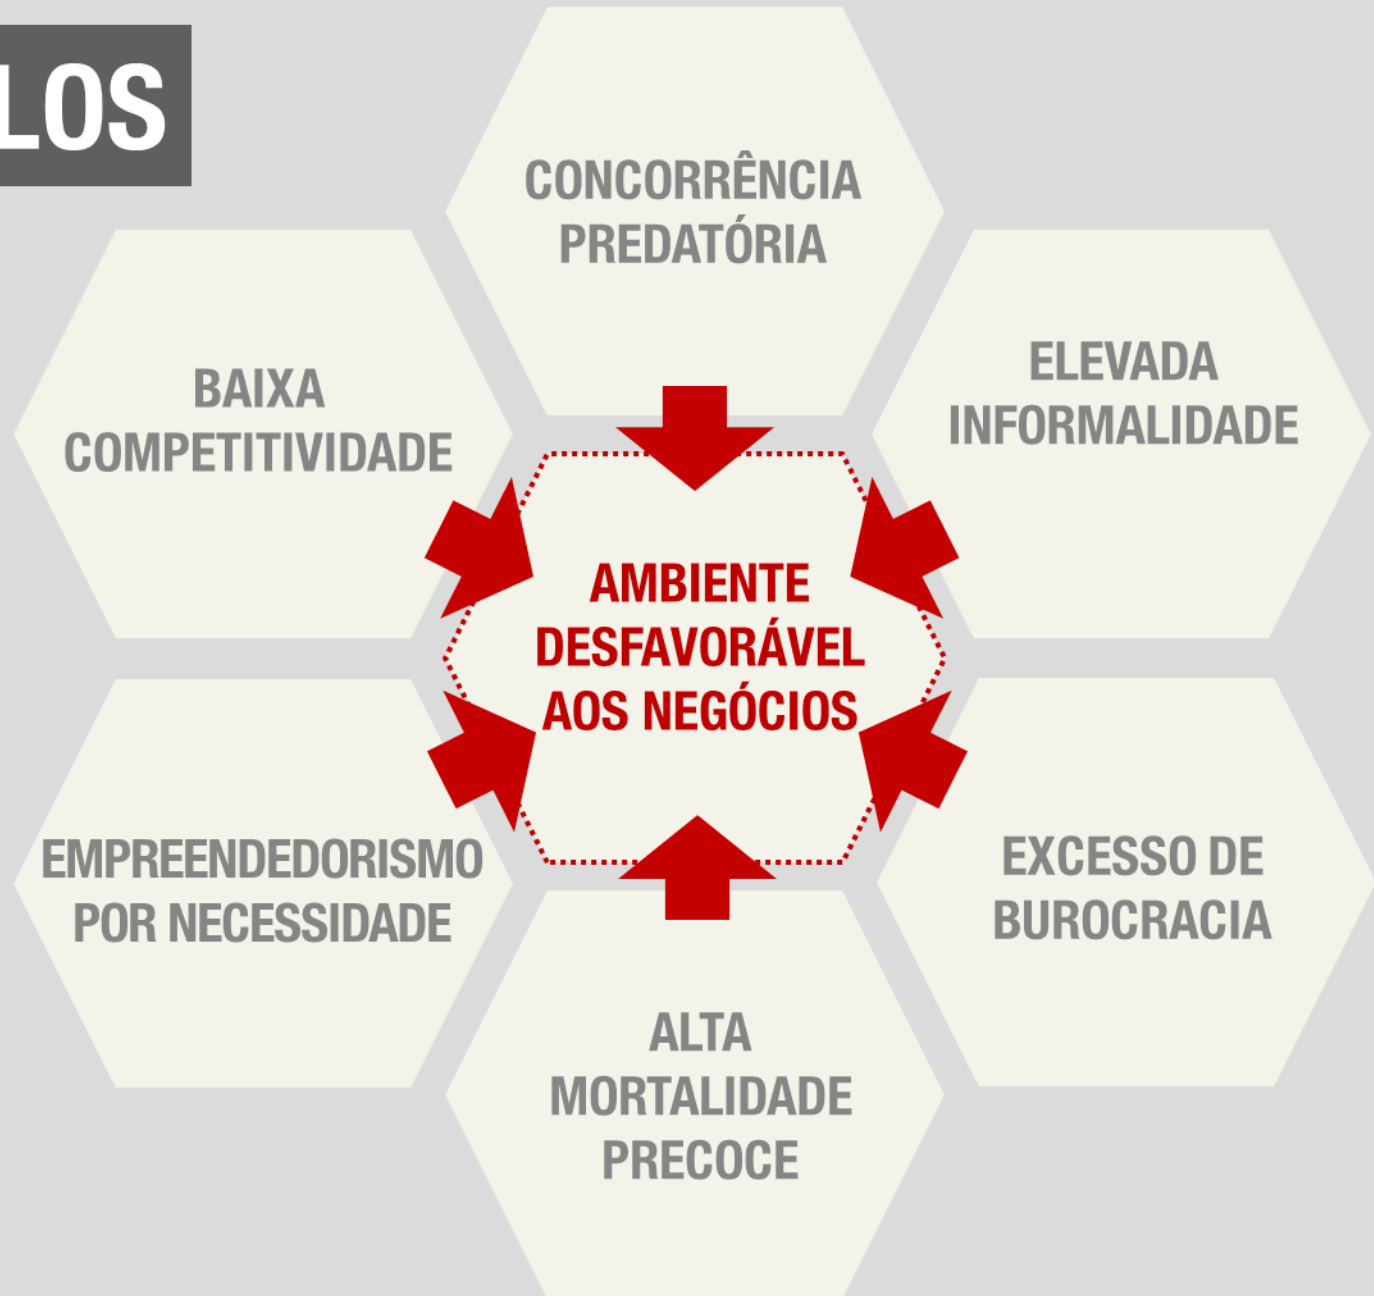 LOS
CONCORRÊNCIA
PREDATÓRIA
BAIXA
COMPETITIVIDADE
ELEVADA
INFORMALIDADE
AMBIENTE
DESFAVORÁVEL
AOS NEGÓCIOS
EMPREENDEDORISMO
POR NECESSIDADE
EXCESSO DE
BUROCRACIA
ALTA
MORTALIDADE
PRECOCE